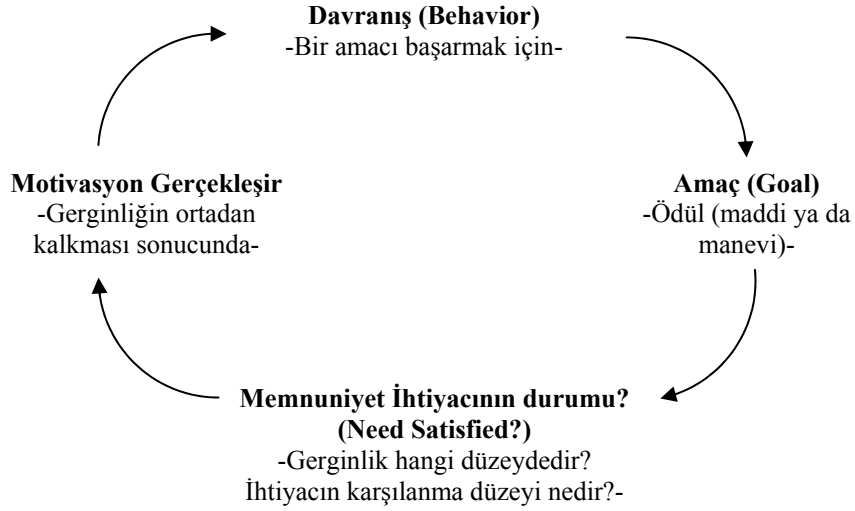 Davranış (Behavior)
-Bir amacı başarmak için-
Motivasyon Gerçekleşir
-Gerginliğin ortadan
kalkması sonucunda-
Amaç (Goal)
-Ödül (maddi ya da
manevi)-
Memnuniyet İhtiyacının durumu?
(Need Satisfied?)
-Gerginlik hangi düzeydedir?
İhtiyacın karşılanma düzeyi nedir?-